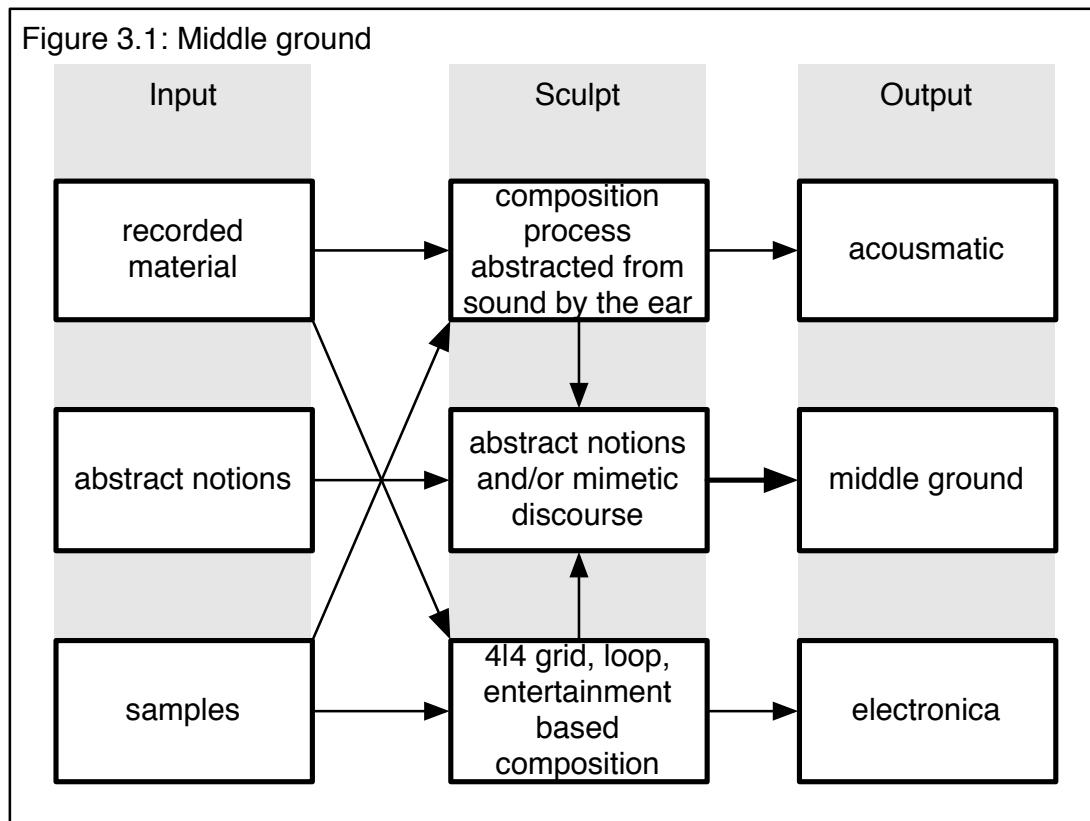 Figure 3.1: Middle ground
Input
Sculpt
Output
recorded
material
composition
process
abstracted from
sound by the ear
acousmatic
abstract notions
abstract notions
and/or mimetic
discourse
middle ground
samples
4|4 grid, loop,
entertainment
based
composition
electronica